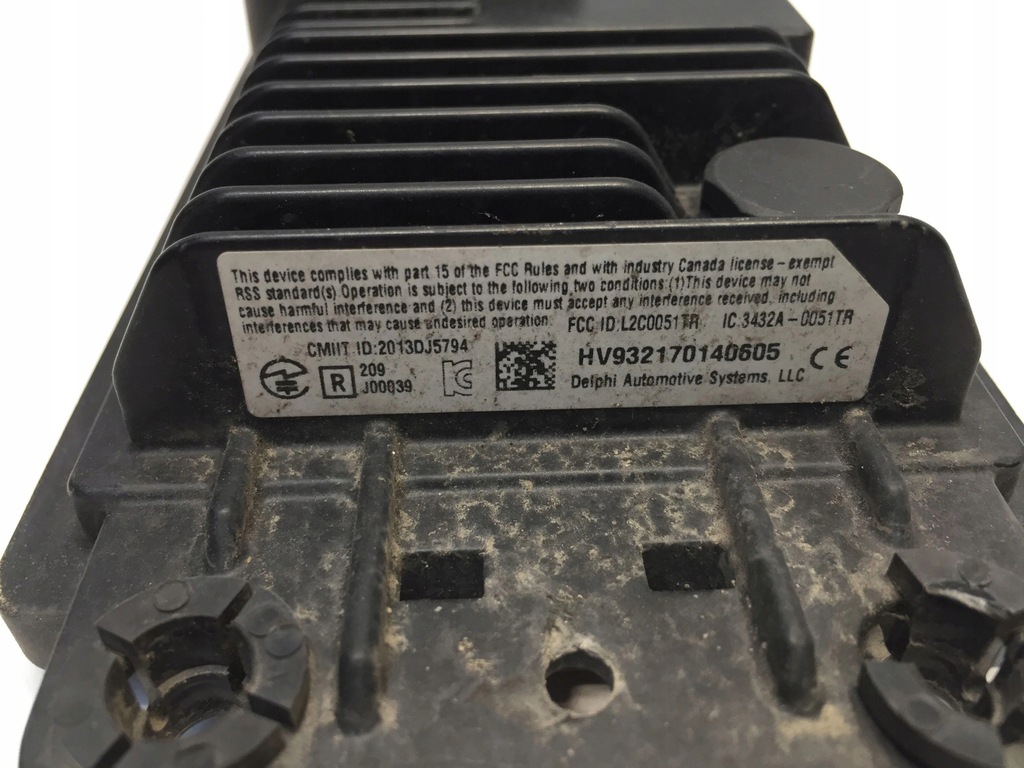 This device complies with part 15 of the FCC Rules and with industry Canada license-exempt
RSS standard(s) Operation is subject to the following two conditions:(1)This device may not
cause harmful interference and (2) this device must accept any interference received, including
interferences that may cause undesired operation. FCC ID:L2C0051TR IC:3432A-0051TR
CMIIT ID:2013DJ5794
HV932170140605
R 209
J00039
Delphi Automotive Systems, LLC
CE